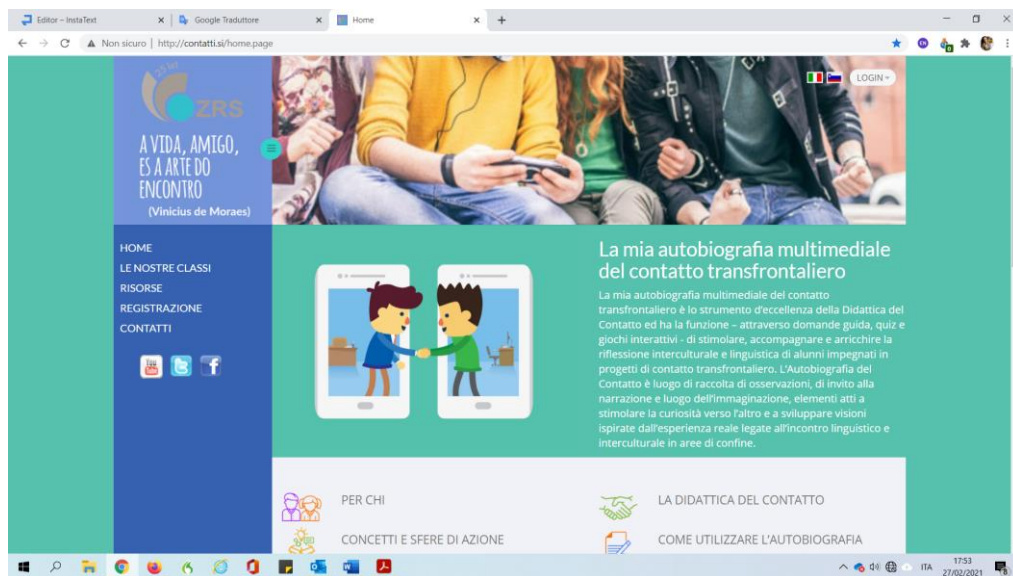 Editor – InstaText
Google Traduttore
Home
Non sicuro | http://contatti.si/home.page
25 let
ZRS
LOGIN
A VIDA, AMIGO,
ES A ARTE DO
ENCONTRO
(Vinicius de Moraes)
HOME
LE NOSTRE CLASSI
RISORSE
REGISTRAZIONE
CONTATTI
La mia autobiografia multimediale
del contatto transfrontaliero
La mia autobiografia multimediale del contatto
transfrontaliero è lo strumento d'eccellenza della Didattica del
Contatto ed ha la funzione – attraverso domande guida, quiz e
giochi interattivi - di stimolare, accompagnare e arricchire la
riflessione interculturale e linguistica di alunni impegnati in
progetti di contatto transfrontaliero. L'Autobiografia del
Contatto è luogo di raccolta di osservazioni, di invito alla
narrazione e luogo dell'immaginazione, elementi atti a
stimolare la curiosità verso l'altro e a sviluppare visioni
ispirate dall'esperienza reale legate all'incontro linguistico e
interculturale in aree di confine.
PER CHI
LA DIDATTICA DEL CONTATTO
CONCETTI E SFERE DI AZIONE
COME UTILIZZARE L'AUTOBIOGRAFIA
ITA
17:53
27/02/2021